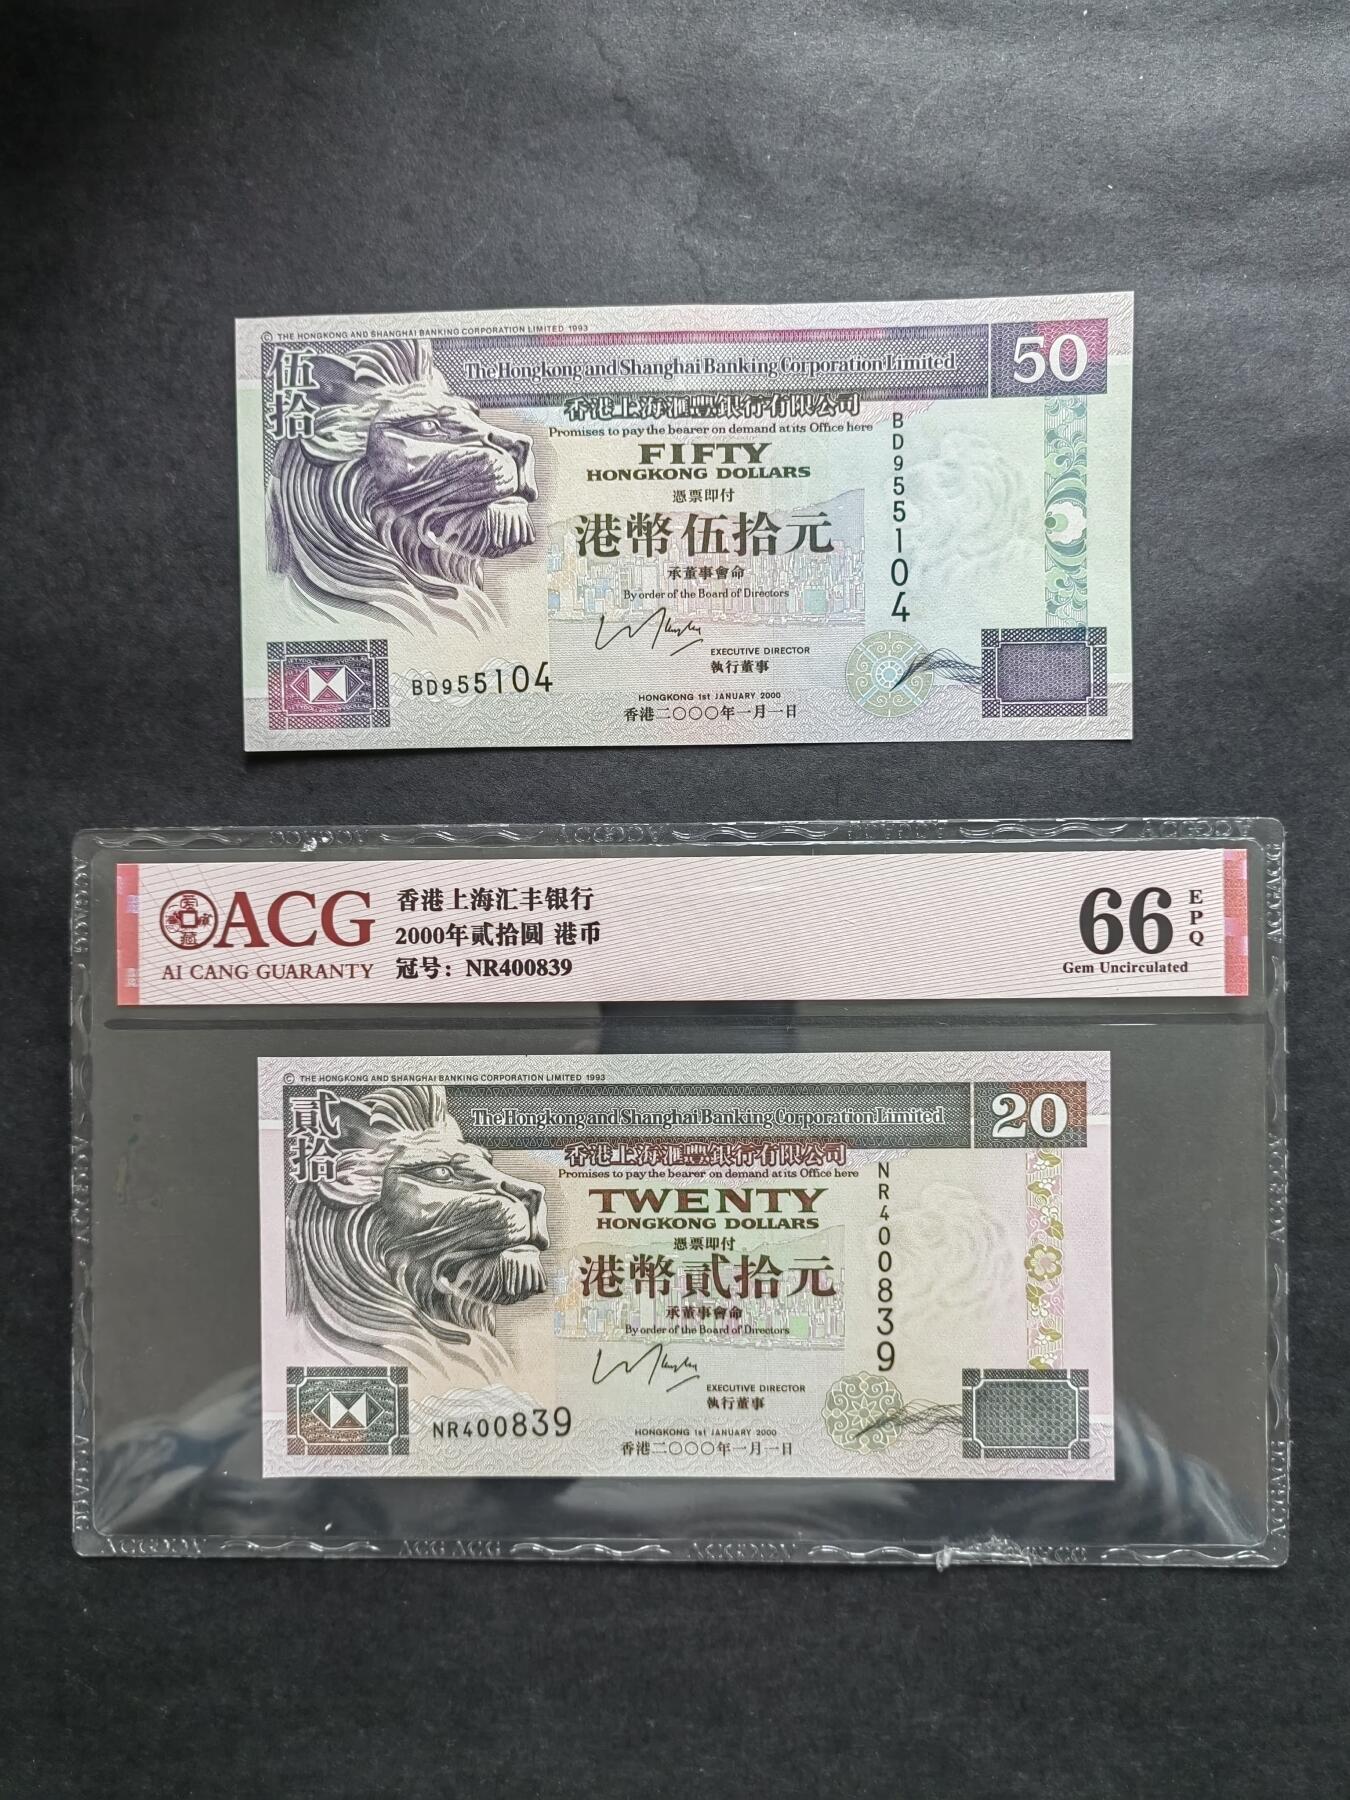 © THE HONGKONG AND SHANGHAI BANKING CORPORATION LIMITED 1993
伍拾
The Hongkong and Shanghai Banking Corporation Limited
50
香港上海滙豐銀行有限公司
Promises to pay the bearer on demand at its Office here
FIFTY
HONGKONG DOLLARS
憑票即付
港幣伍拾元
承董事會命
By order of the Board of Directors
BD955104
EXECUTIVE DIRECTOR
執行董事
BD955104
HONGKONG 1st JANUARY 2000
香港二〇〇〇年一月一日
ACG
AI CANG GUARANTY
香港上海汇丰银行
2000年贰拾圆 港币
冠号：NR400839
66
EPQ
Gem Uncirculated
© THE HONGKONG AND SHANGHAI BANKING CORPORATION LIMITED 1993
貳拾
The Hongkong and Shanghai Banking Corporation Limited
20
香港上海滙豐銀行有限公司
Promises to pay the bearer on demand at its Office here
TWENTY
HONGKONG DOLLARS
憑票即付
港幣貳拾元
承董事會命
By order of the Board of Directors
NR400839
EXECUTIVE DIRECTOR
執行董事
NR400839
HONGKONG 1st JANUARY 2000
香港二〇〇〇年一月一日